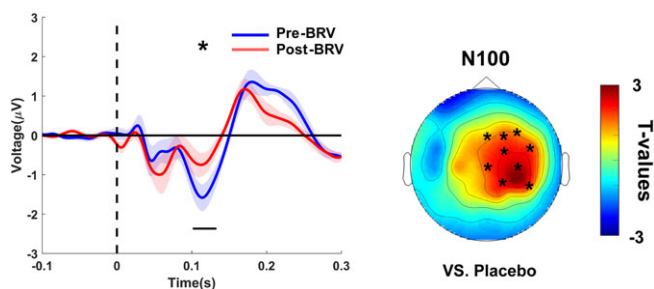 3
2
1
0
-1
-2
-3
Voltage(μV)
*
Pre-BRV
Post-BRV
-0.1
0
0.1
0.2
0.3
Time(s)
N100
* * *
*
*
* *
*
* *
VS. Placebo
3
-3
T-values